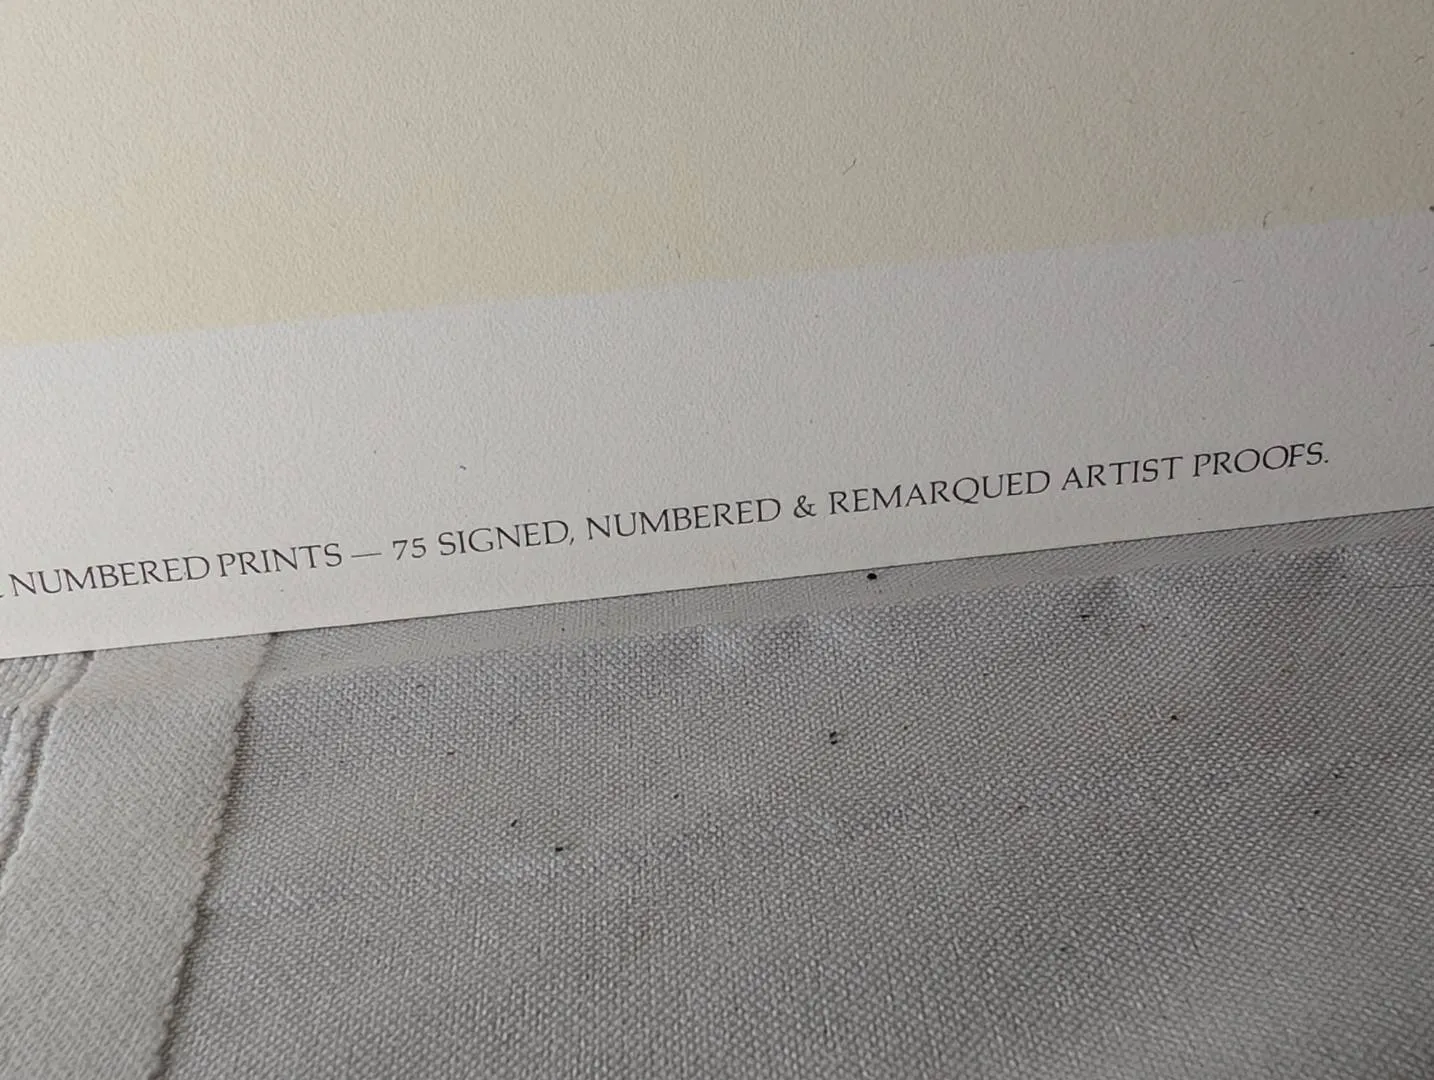 NUMBERED PRINTS — 75 SIGNED, NUMBERED & REMARQUED ARTIST PROOFS.